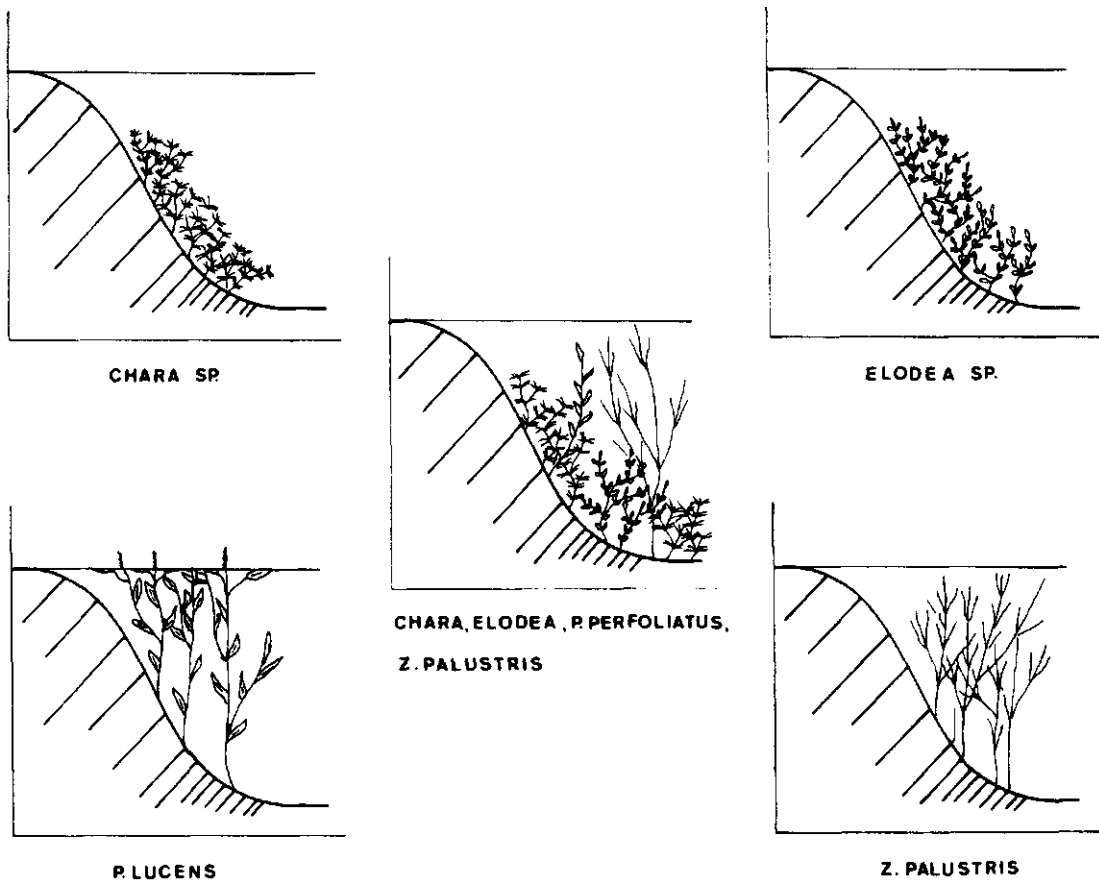 CHARA SP.
ELODEA SP.
CHARA, ELODEA, P. PERFOLIATUS,
Z. PALUSTRIS
P. LUCENS
Z. PALUSTRIS